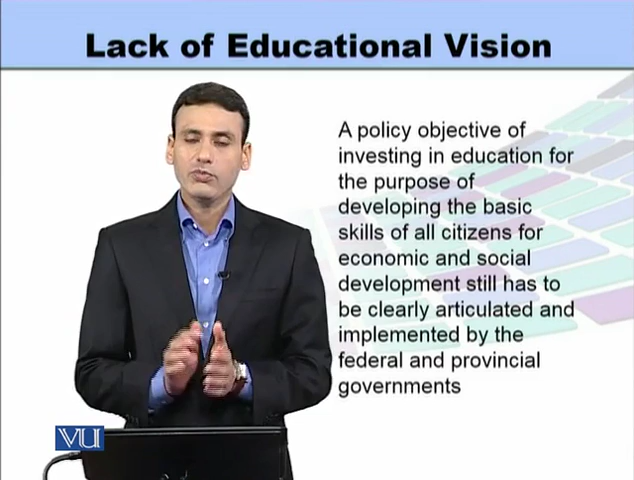 Lack of Educational Vision
A policy objective of
investing in education for
the purpose of
developing the basic
skills of all citizens for
economic and social
development still has to
be clearly articulated and
implemented by the
federal and provincial
governments
VU